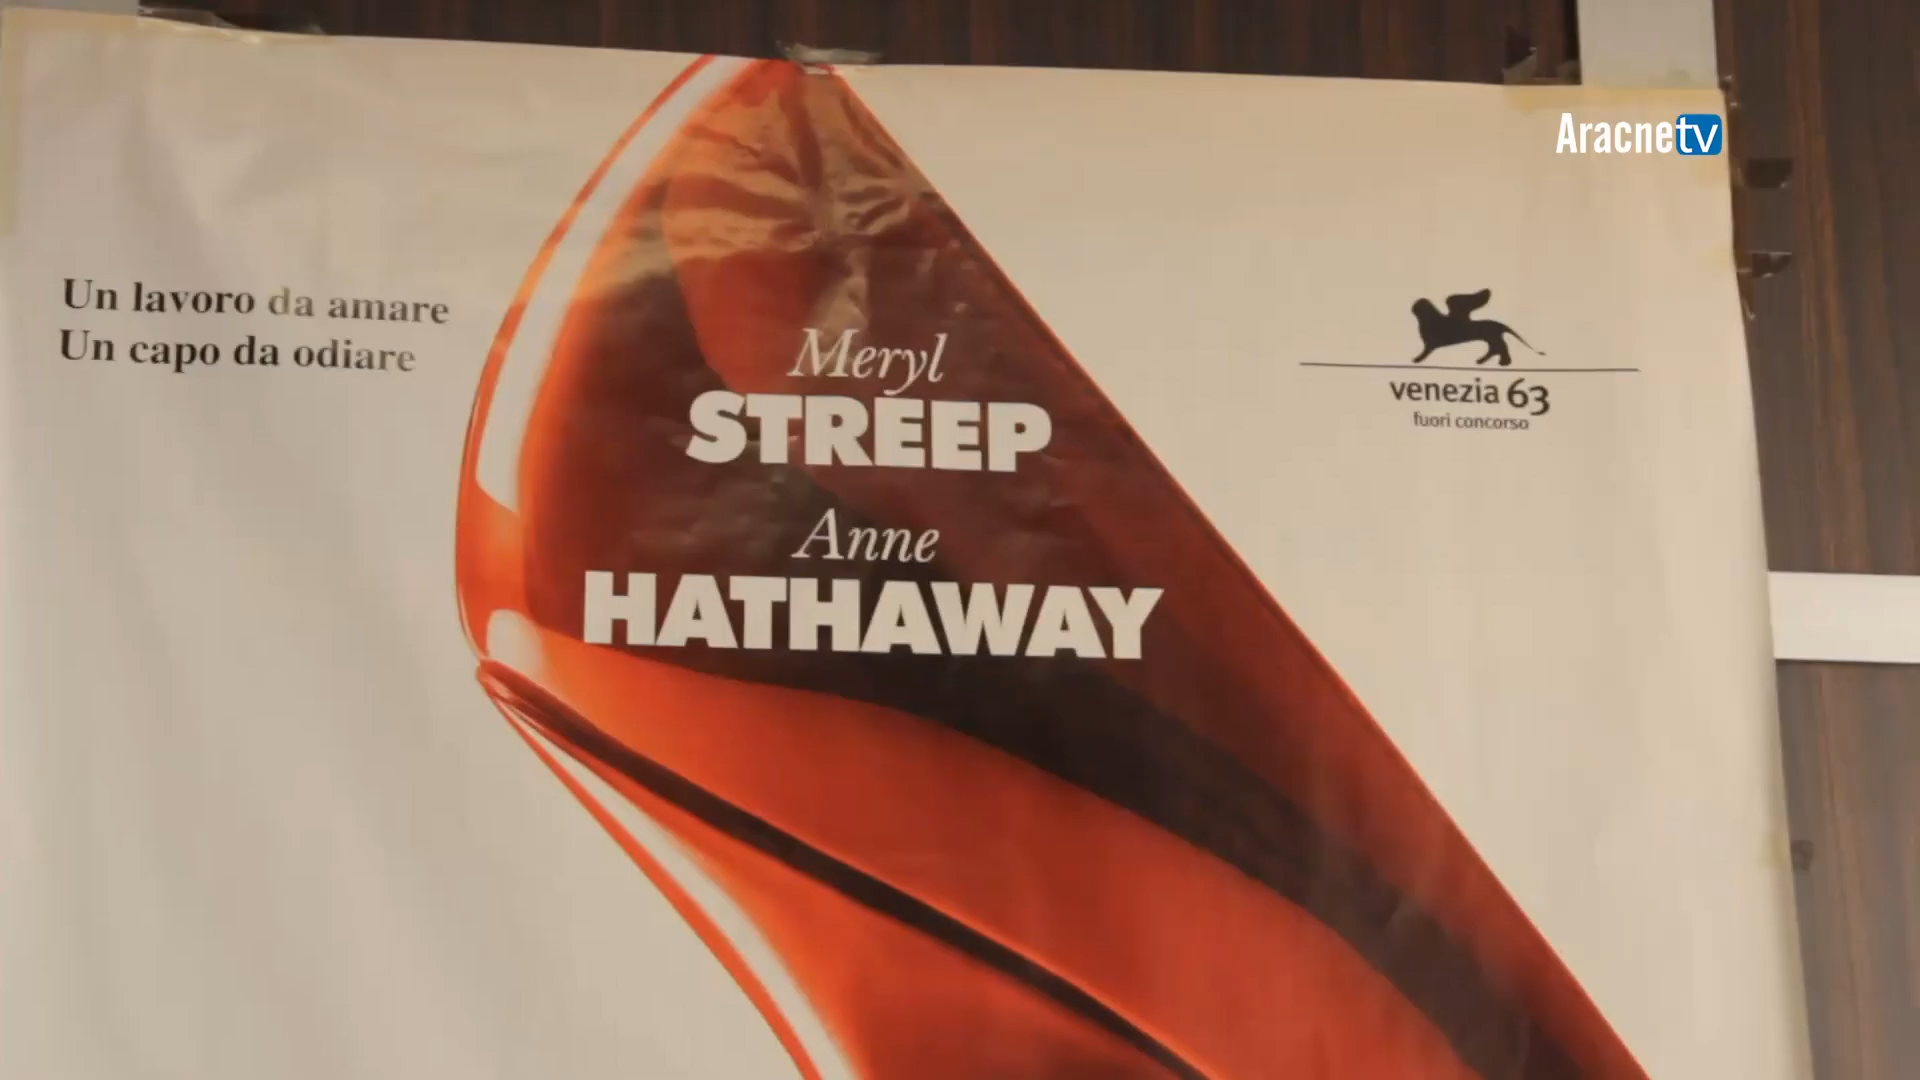 Aracnetv
Un lavoro da amare
Un capo da odiare
Meryl
STREEP
Anne
HATHAWAY
venezia 63
fuori concorso